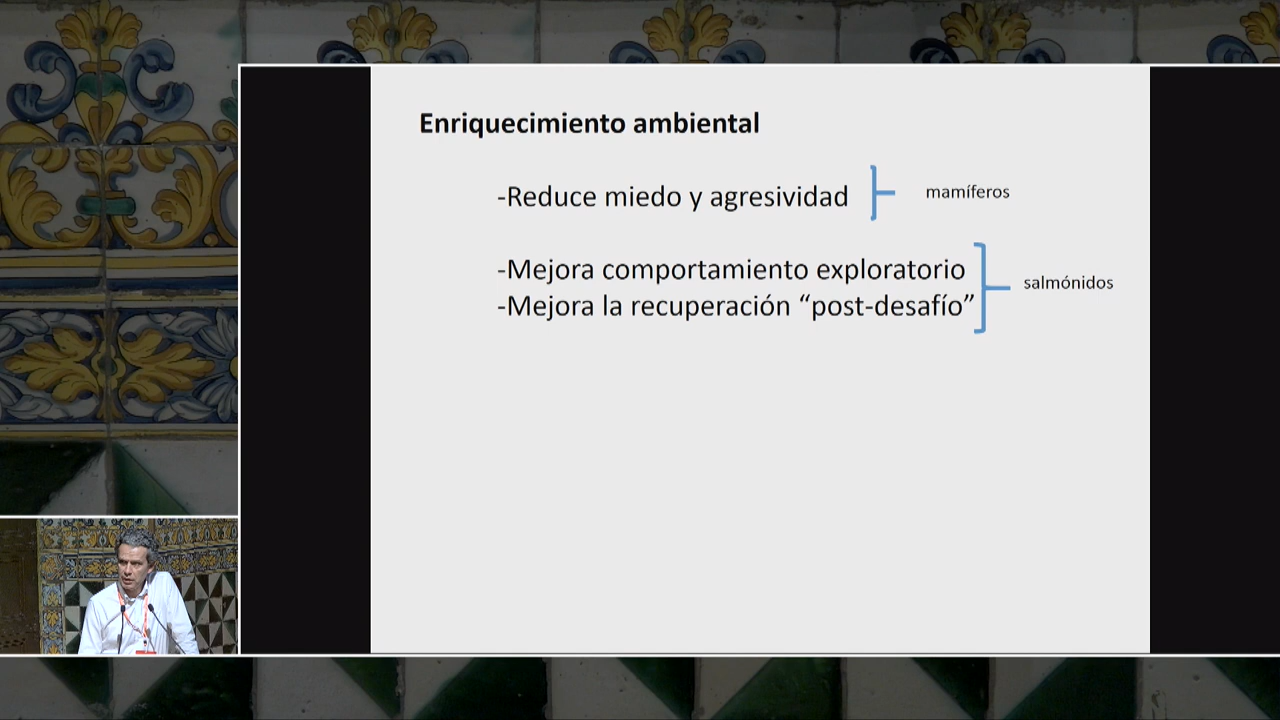 Enriquecimiento ambiental
-Reduce miedo y agresividad
mamíferos
-Mejora comportamiento exploratorio
-Mejora la recuperación “post-desafío”
salmónidos